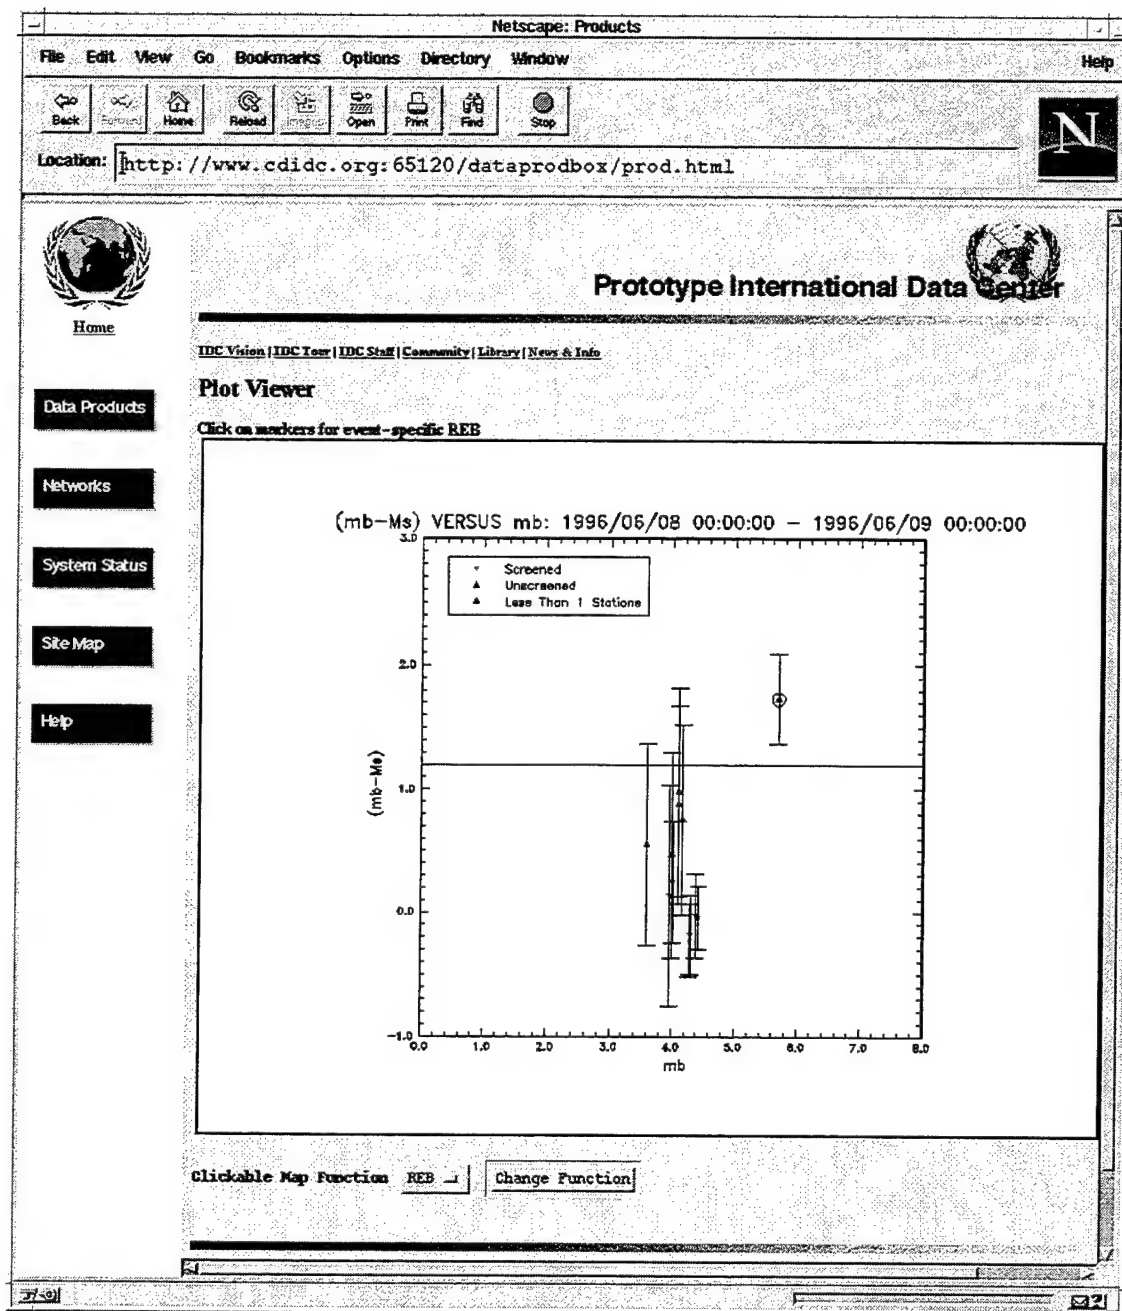 Netscape: Products
File Edit View Go Bookmarks Options Directory Window Help
Back Forward Home Reload Images Open Print Find Stop
Location: http://www.cdidc.org:65120/dataprodbox/prod.html
N
Prototype International Data Center
Home
IDC Vision | IDC Tour | IDC Staff | Community | Library | News & Info
Plot Viewer
Data Products
Click on markers for event-specific REB
Networks
(mb-Ms) VERSUS mb: 1996/06/08 00:00:00 - 1996/06/09 00:00:00
3.0
Screened
Unscreened
Less Than 1 Stations
System Status
Site Map
2.0
Help
(mb-Ms)
1.0
0.0
-1.0
0.0 1.0 2.0 3.0 4.0 5.0 6.0 7.0 8.0
mb
Clickable Map Function REB Change Function